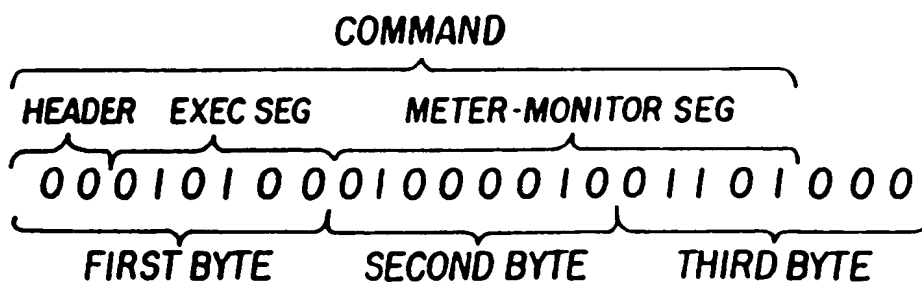 COMMAND
HEADER EXEC SEG METER-MONITOR SEG
0 0 0 1 0 1 0 0 0 1 0 0 0 0 1 0 0 1 1 0 1 0 0 0
FIRST BYTE SECOND BYTE THIRD BYTE